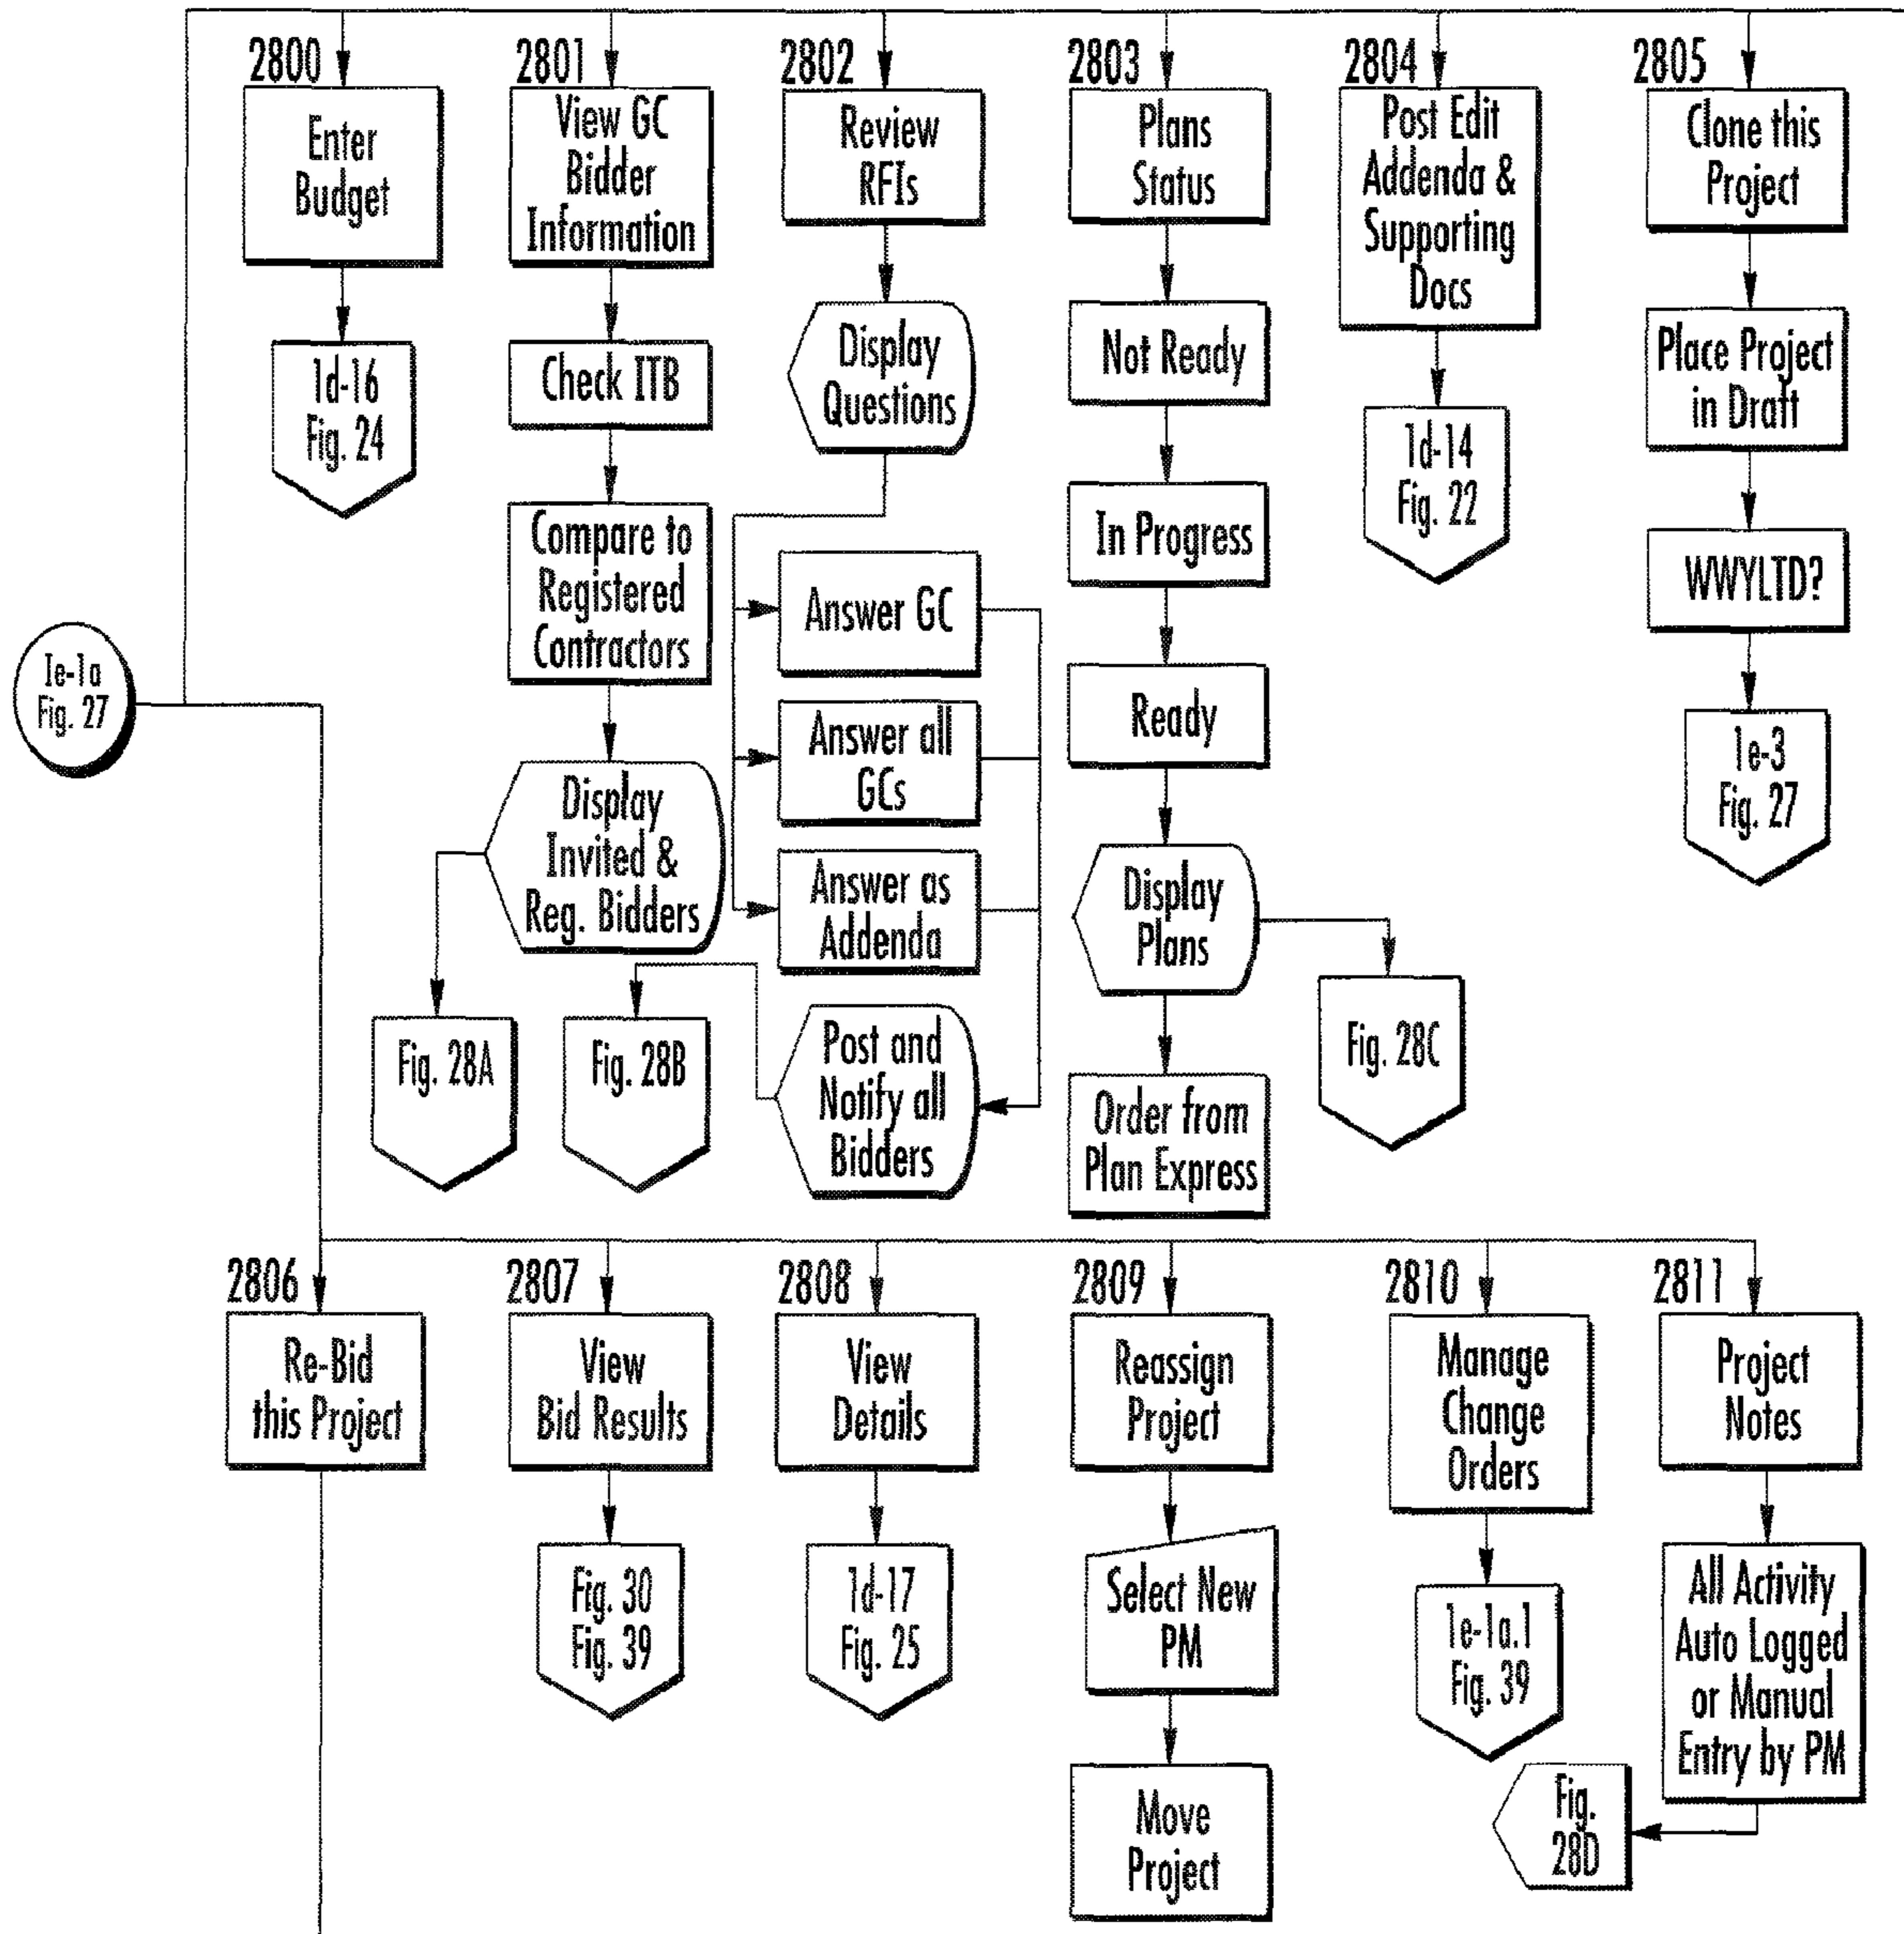 2800
Enter
Budget
1d-16
Fig. 24
2801
View GC
Bidder
Information
Check ITB
Compare to
Registered
Contractors
Display
Invited &
Reg. Bidders
Fig. 28A
2802
Review
RFIs
Display
Questions
Answer GC
Answer all
GCs
Answer as
Addenda
Post and
Notify all
Bidders
Fig. 28B
2803
Plans
Status
Not Ready
In Progress
Ready
Display
Plans
Fig. 28C
Order from
Plan Express
2804
Post Edit
Addenda &
Supporting
Docs
1d-14
Fig. 22
2805
Clone this
Project
Place Project
in Draft
WWYLTD?
1e-3
Fig. 27
Ie-1a
Fig. 27
2806
Re-Bid
this Project
2807
View
Bid Results
Fig. 30
Fig. 39
2808
View
Details
1d-17
Fig. 25
2809
Reassign
Project
Select New
PM
Move
Project
2810
Manage
Change
Orders
1e-1a.1
Fig. 39
2811
Project
Notes
All Activity
Auto Logged
or Manual
Entry by PM
Fig.
28D